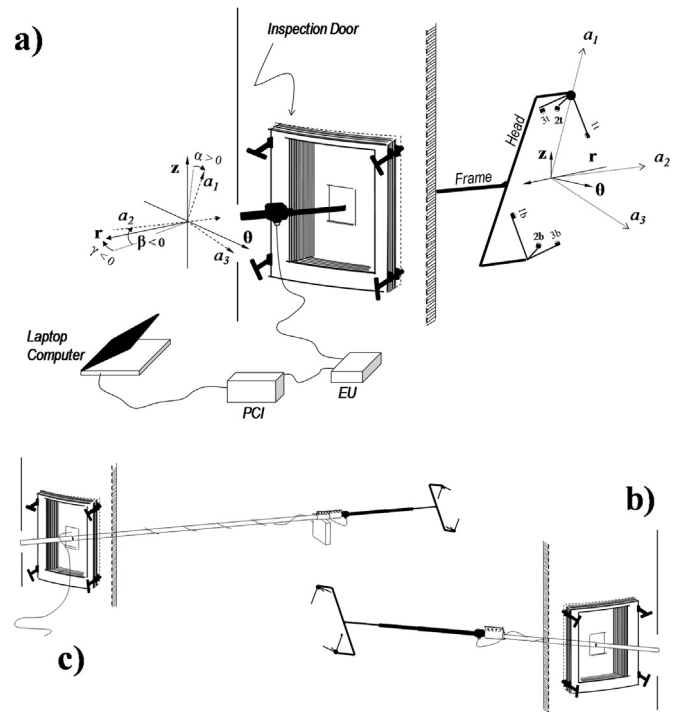 a)
Inspection Door
a1
3t 2t 1t
Head
z
r
a2
Frame
θ
a3
1b
2b 3b
α>0
z
a1
a2
r
β<0
γ<0
θ
a3
Laptop
Computer
PCI
EU
b)
c)